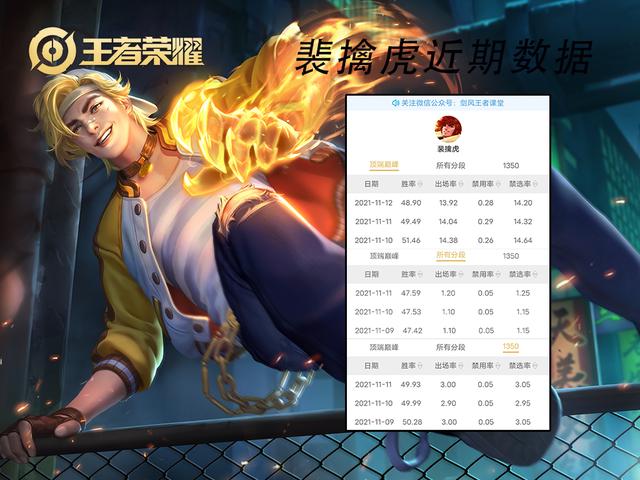 王者荣耀
裴擒虎近期数据
关注微信公众号：剑风王者课堂
裴擒虎
顶端巅峰 所有分段 1350
日期 胜率 出场率 禁用率 禁选率
2021-11-12 48.90 13.92 0.28 14.20
2021-11-11 49.49 14.04 0.29 14.32
2021-11-10 51.46 14.38 0.26 14.64
顶端巅峰 所有分段 1350
日期 胜率 出场率 禁用率 禁选率
2021-11-11 47.59 1.20 0.05 1.25
2021-11-10 47.53 1.10 0.05 1.15
2021-11-09 47.42 1.10 0.05 1.15
顶端巅峰 所有分段 1350
日期 胜率 出场率 禁用率 禁选率
2021-11-11 49.93 3.00 0.05 3.05
2021-11-10 49.99 2.90 0.05 2.95
2021-11-09 50.28 3.00 0.05 3.05
天
美